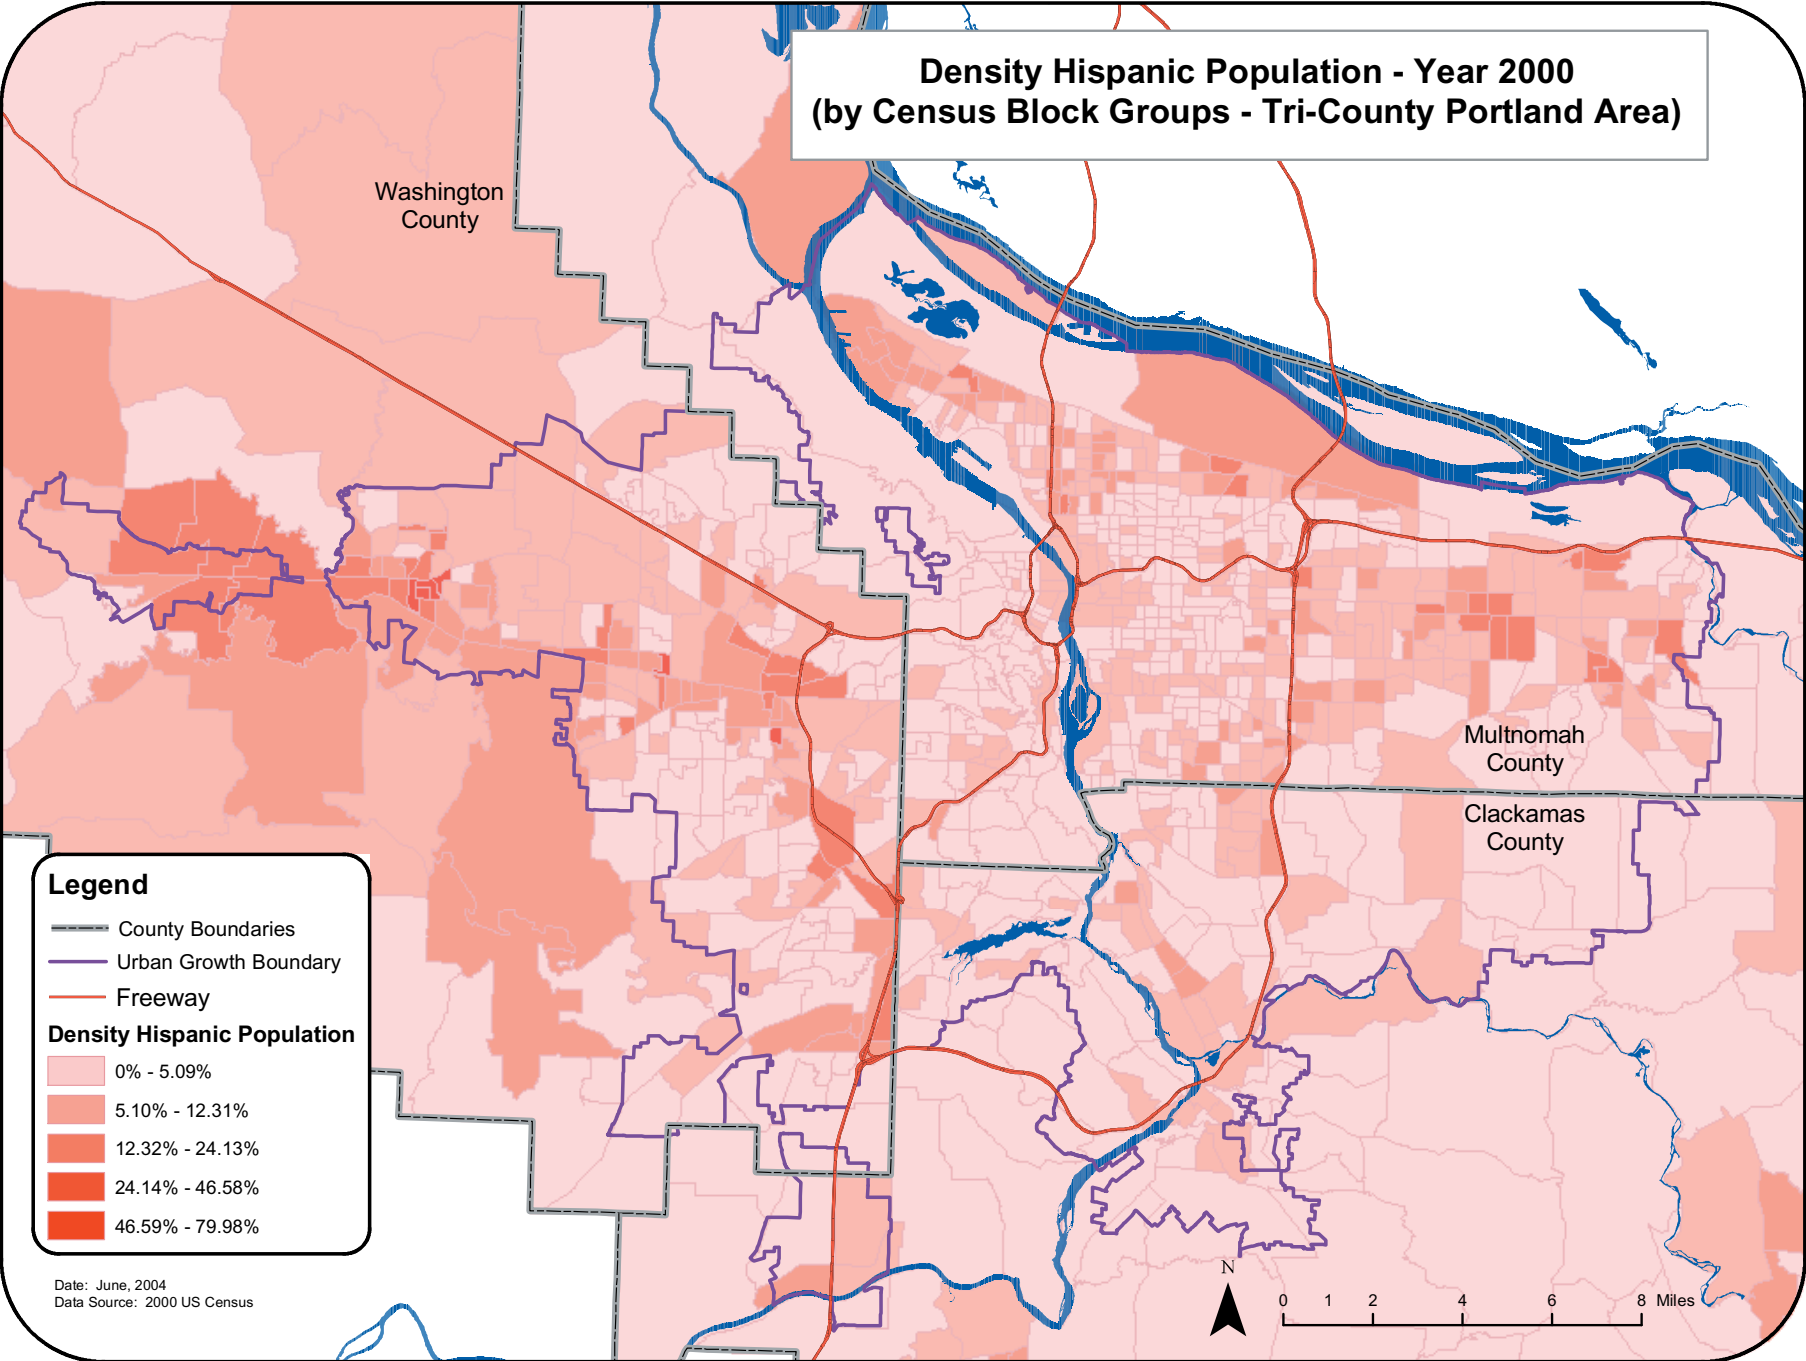 Density Hispanic Population - Year 2000
(by Census Block Groups - Tri-County Portland Area)
Washington
County
Multnomah
County
Clackamas
County
Legend
County Boundaries
Urban Growth Boundary
Freeway
Density Hispanic Population
0% - 5.09%
5.10% - 12.31%
12.32% - 24.13%
24.14% - 46.58%
46.59% - 79.98%
Date: June, 2004
Data Source: 2000 US Census
N
0 1 2 4 6 8 Miles